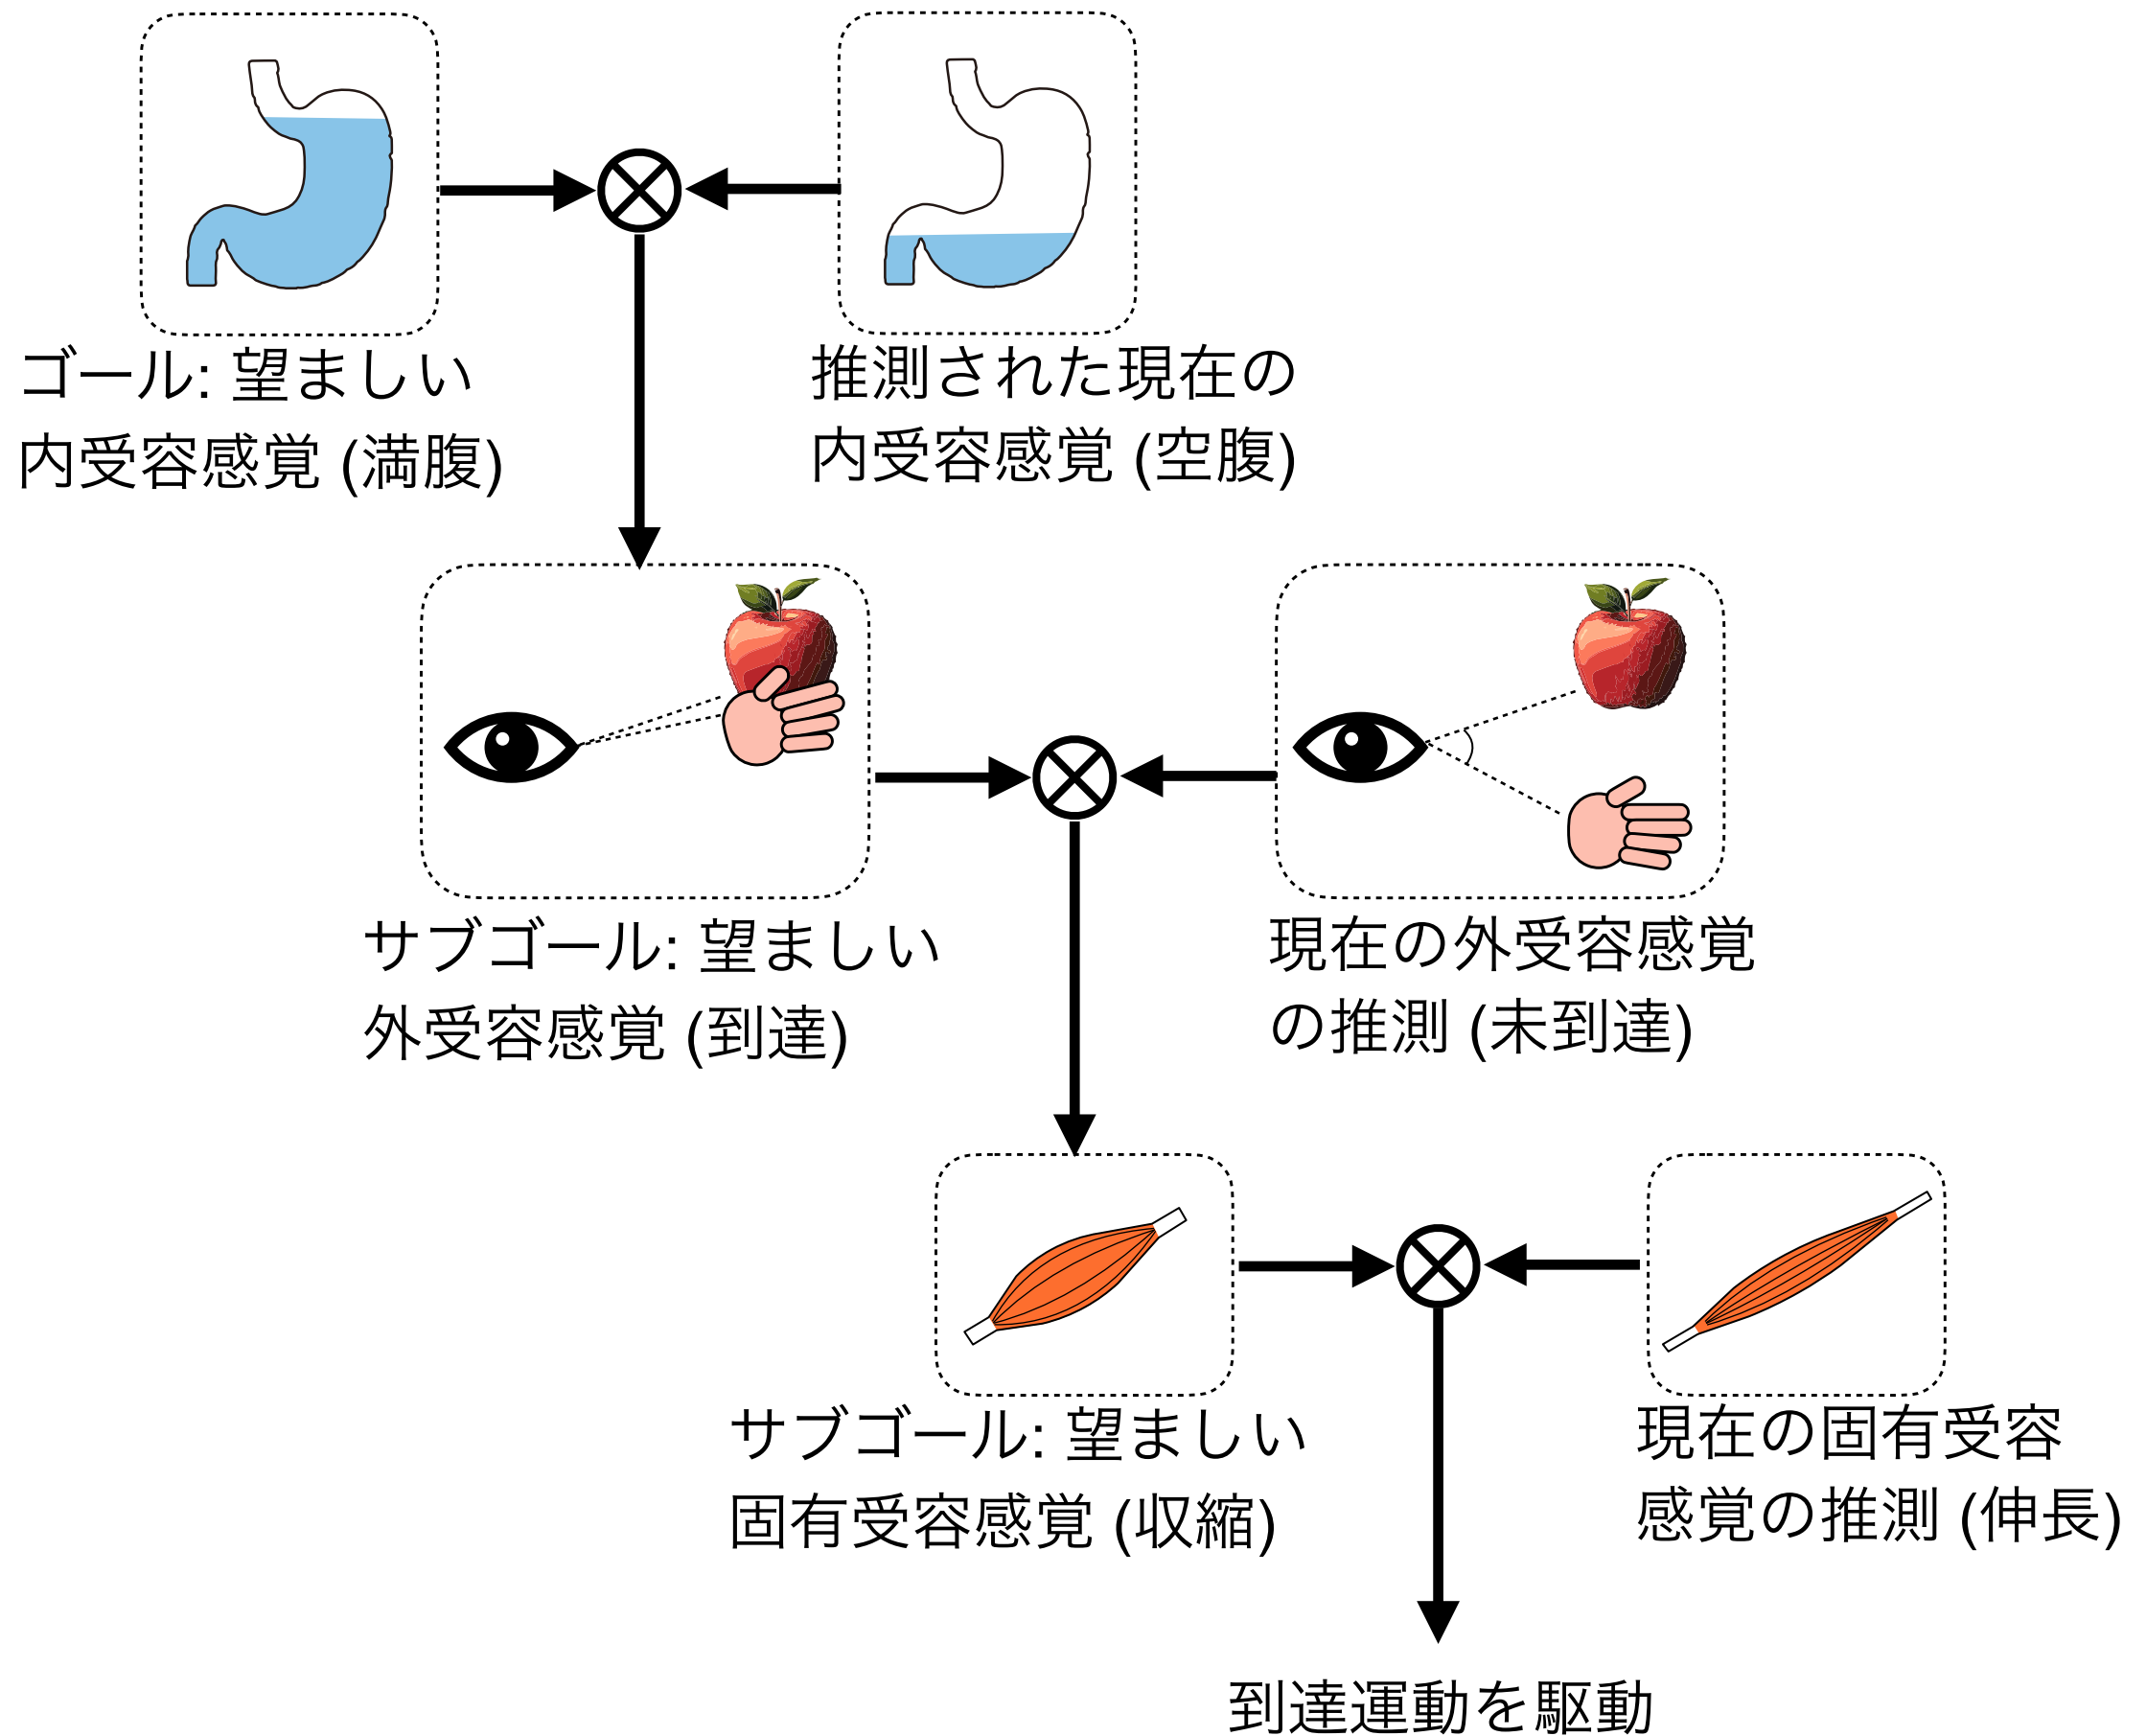 ゴール: 望ましい
内受容感覚 (満腹)
推測された現在の
内受容感覚 (空腹)
サブゴール: 望ましい
外受容感覚 (到達)
現在の外受容感覚
の推測 (未到達)
サブゴール: 望ましい
固有受容感覚 (収縮)
現在の固有受容
感覚の推測 (伸長)
到達運動を駆動